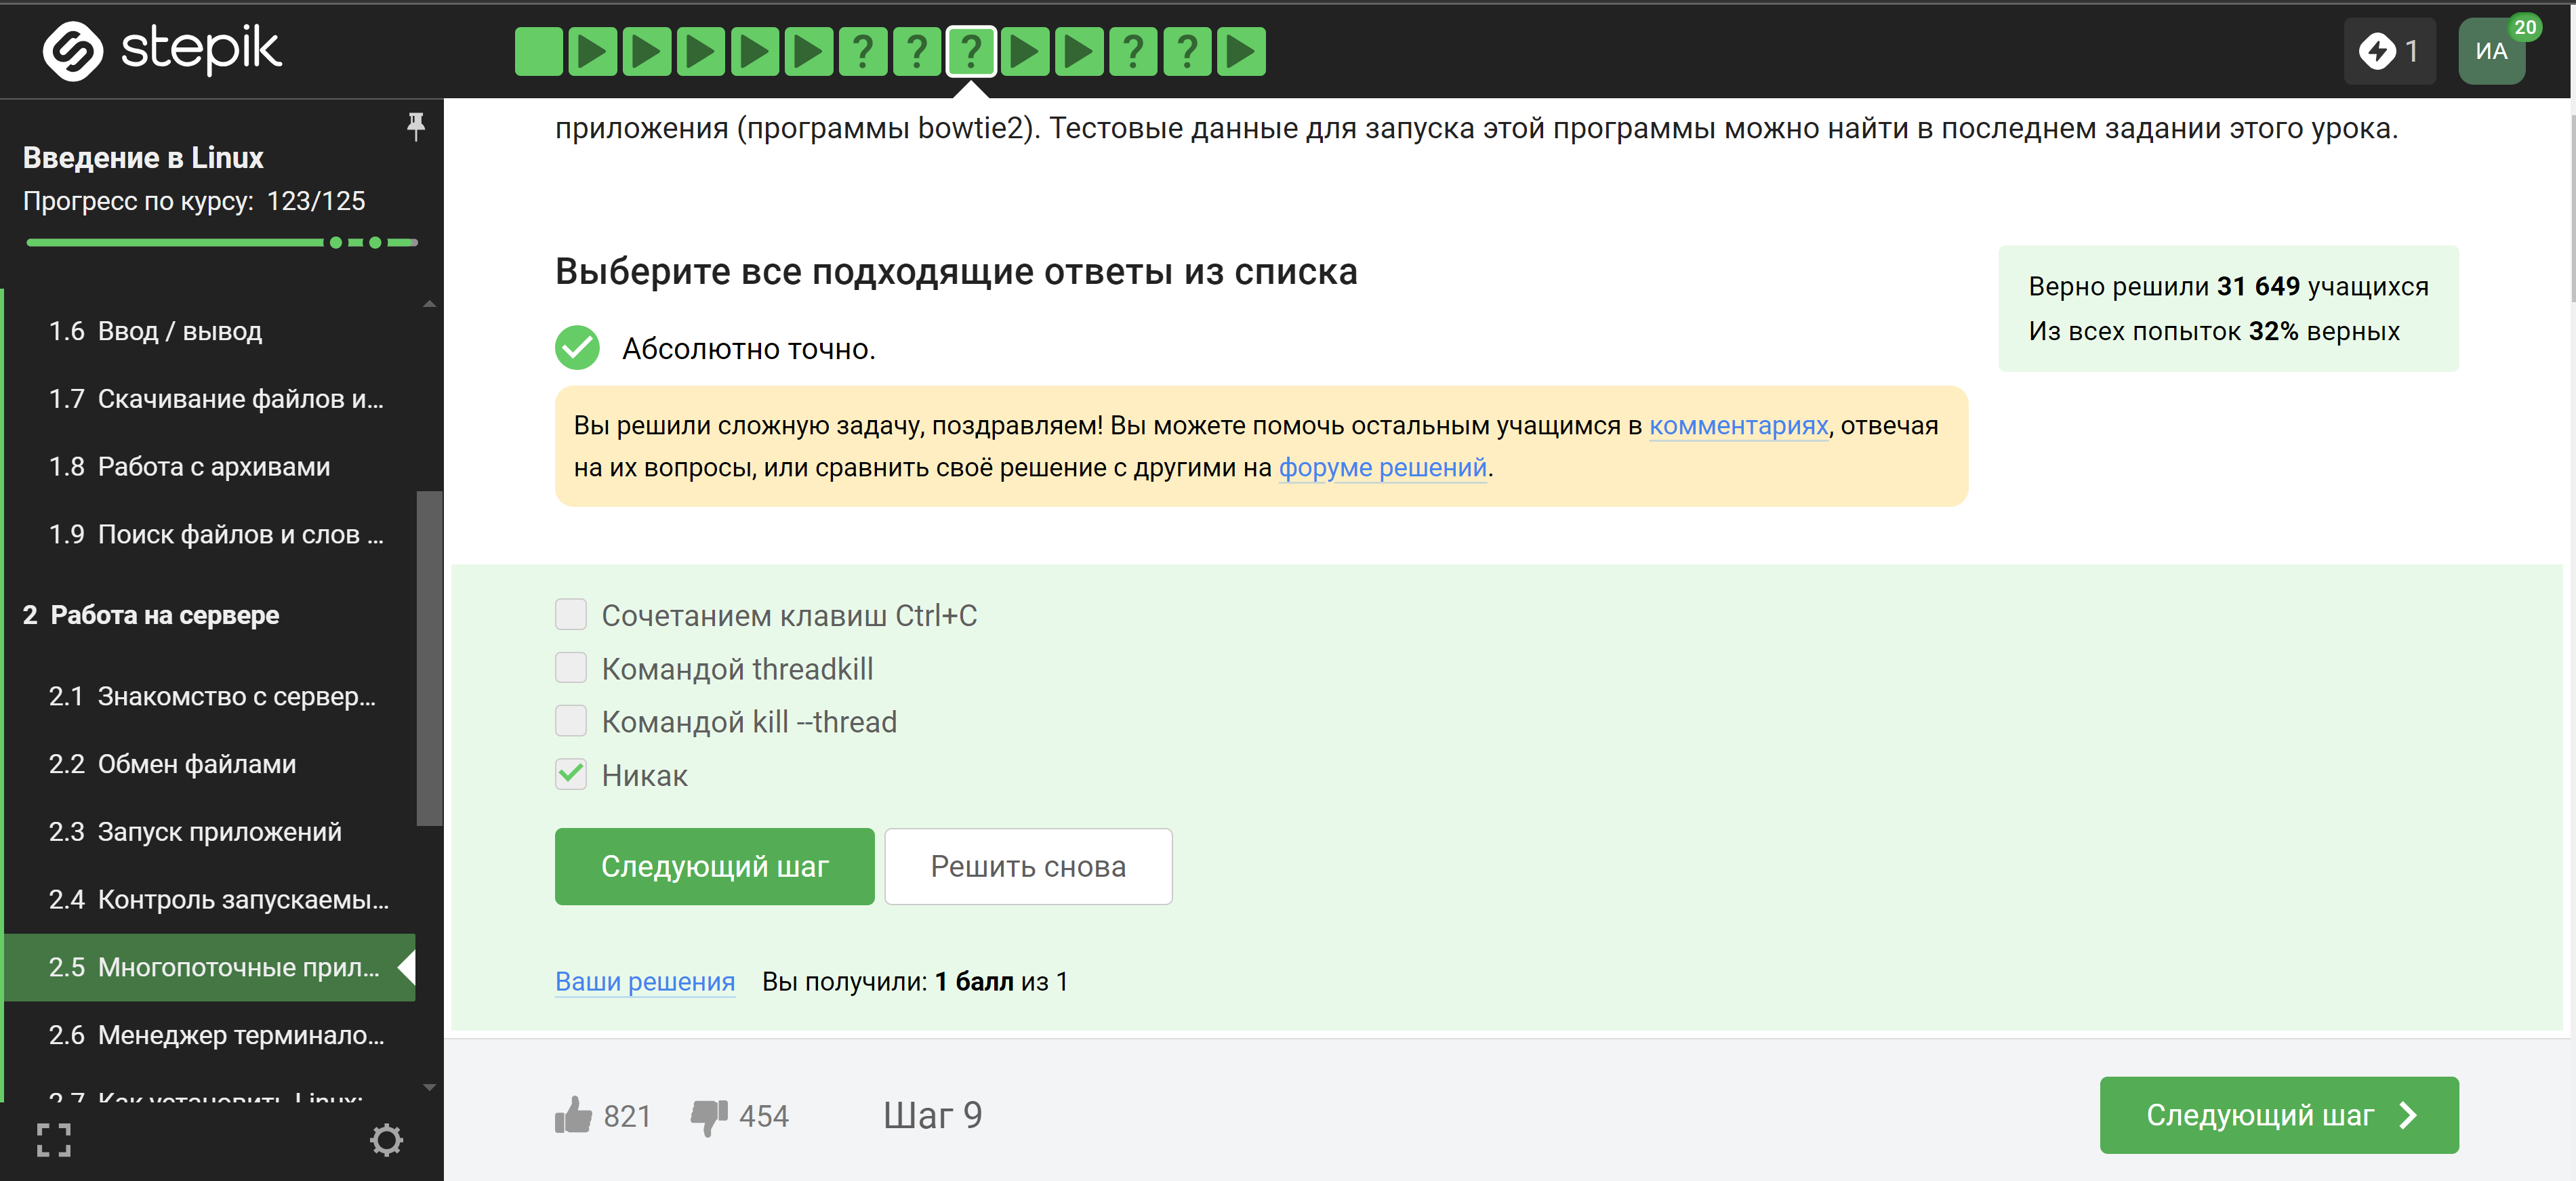 stepik
? ? ? ? ?
1
ИА
20
Введение в Linux
Прогресс по курсу: 123/125
1.6 Ввод / вывод
1.7 Скачивание файлов и...
1.8 Работа с архивами
1.9 Поиск файлов и слов ...
2 Работа на сервере
2.1 Знакомство с сервер...
2.2 Обмен файлами
2.3 Запуск приложений
2.4 Контроль запускаемы...
2.5 Многопоточные прил...
2.6 Менеджер терминало...
2.7 Как установить Linux:
приложения (программы bowtie2). Тестовые данные для запуска этой программы можно найти в последнем задании этого урока.
Выберите все подходящие ответы из списка
Верно решили 31 649 учащихся
Из всех попыток 32% верных
Абсолютно точно.
Вы решили сложную задачу, поздравляем! Вы можете помочь остальным учащимся в комментариях, отвечая
на их вопросы, или сравнить своё решение с другими на форуме решений.
Сочетанием клавиш Ctrl+C
Командой threadkill
Командой kill --thread
Никак
Следующий шаг
Решить снова
Ваши решения Вы получили: 1 балл из 1
821
454
Шаг 9
Следующий шаг